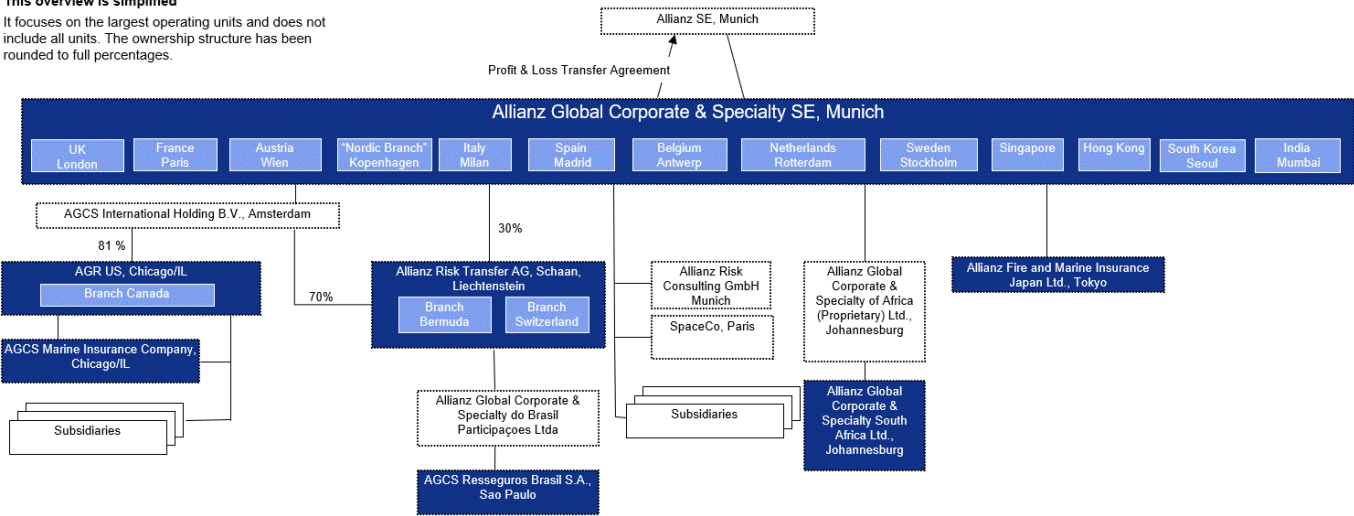 This overview is simplified
It focuses on the largest operating units and does not
include all units. The ownership structure has been
rounded to full percentages.
Allianz SE, Munich
Profit & Loss Transfer Agreement
Allianz Global Corporate & Specialty SE, Munich
UK
London
France
Paris
Austria
Wien
"Nordic Branch"
Kopenhagen
Italy
Milan
Spain
Madrid
Belgium
Antwerp
Netherlands
Rotterdam
Sweden
Stockholm
Singapore
Hong Kong
South Korea
Seoul
India
Mumbai
AGCS International Holding B.V., Amsterdam
81 %
30%
70%
AGR US, Chicago/IL
Branch Canada
AGCS Marine Insurance Company,
Chicago/IL
Subsidiaries
Allianz Risk Transfer AG, Schaan,
Liechtenstein
Branch
Bermuda
Branch
Switzerland
Allianz Global Corporate &
Specialty do Brasil
Participaçoes Ltda
AGCS Resseguros Brasil S.A.,
Sao Paulo
Allianz Risk
Consulting GmbH
Munich
SpaceCo, Paris
Subsidiaries
Allianz Global
Corporate &
Specialty of Africa
(Proprietary) Ltd.,
Johannesburg
Allianz Global
Corporate &
Specialty South
Africa Ltd.,
Johannesburg
Allianz Fire and Marine Insurance
Japan Ltd., Tokyo